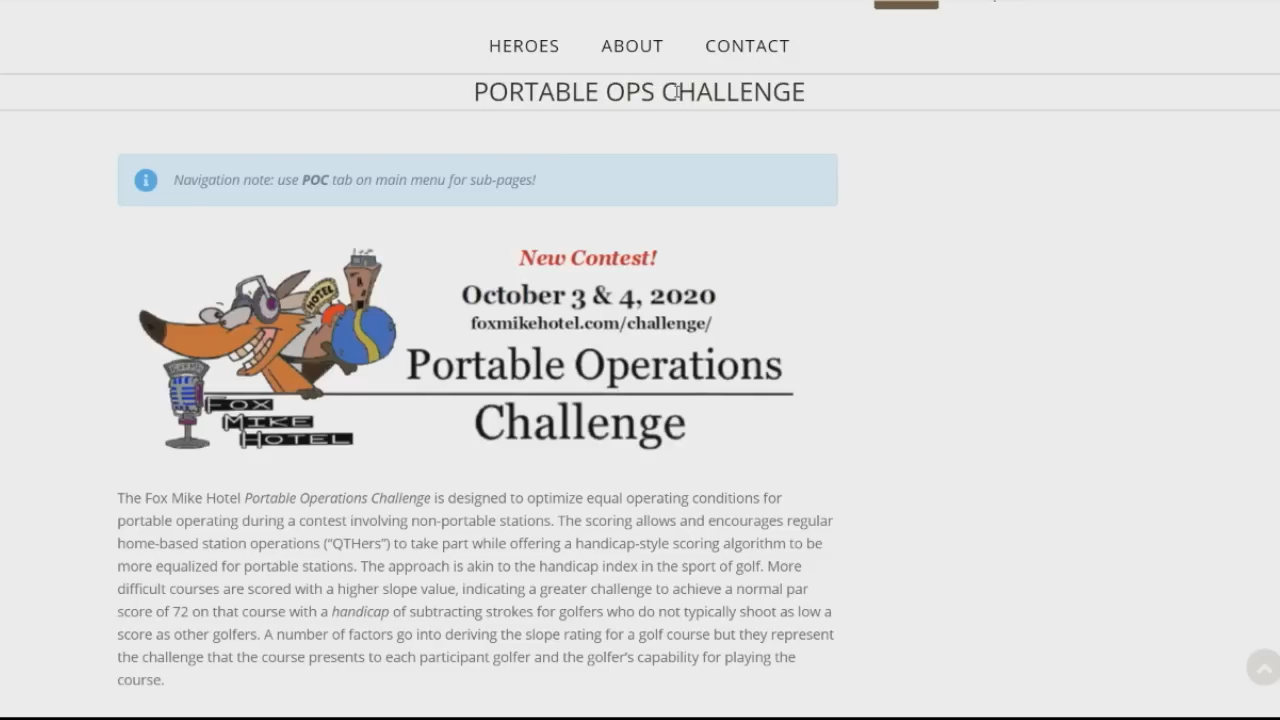 HEROES ABOUT CONTACT
PORTABLE OPS CHALLENGE
Navigation note: use POC tab on main menu for sub-pages!
New Contest!
October 3 & 4, 2020
foxmikehotel.com/challenge/
Portable Operations
Challenge
HOTEL
FOX
MIKE
HOTEL
The Fox Mike Hotel Portable Operations Challenge is designed to optimize equal operating conditions for
portable operating during a contest involving non-portable stations. The scoring allows and encourages regular
home-based station operations (“QTHers”) to take part while offering a handicap-style scoring algorithm to be
more equalized for portable stations. The approach is akin to the handicap index in the sport of golf. More
difficult courses are scored with a higher slope value, indicating a greater challenge to achieve a normal par
score of 72 on that course with a handicap of subtracting strokes for golfers who do not typically shoot as low a
score as other golfers. A number of factors go into deriving the slope rating for a golf course but they represent
the challenge that the course presents to each participant golfer and the golfer’s capability for playing the
course.